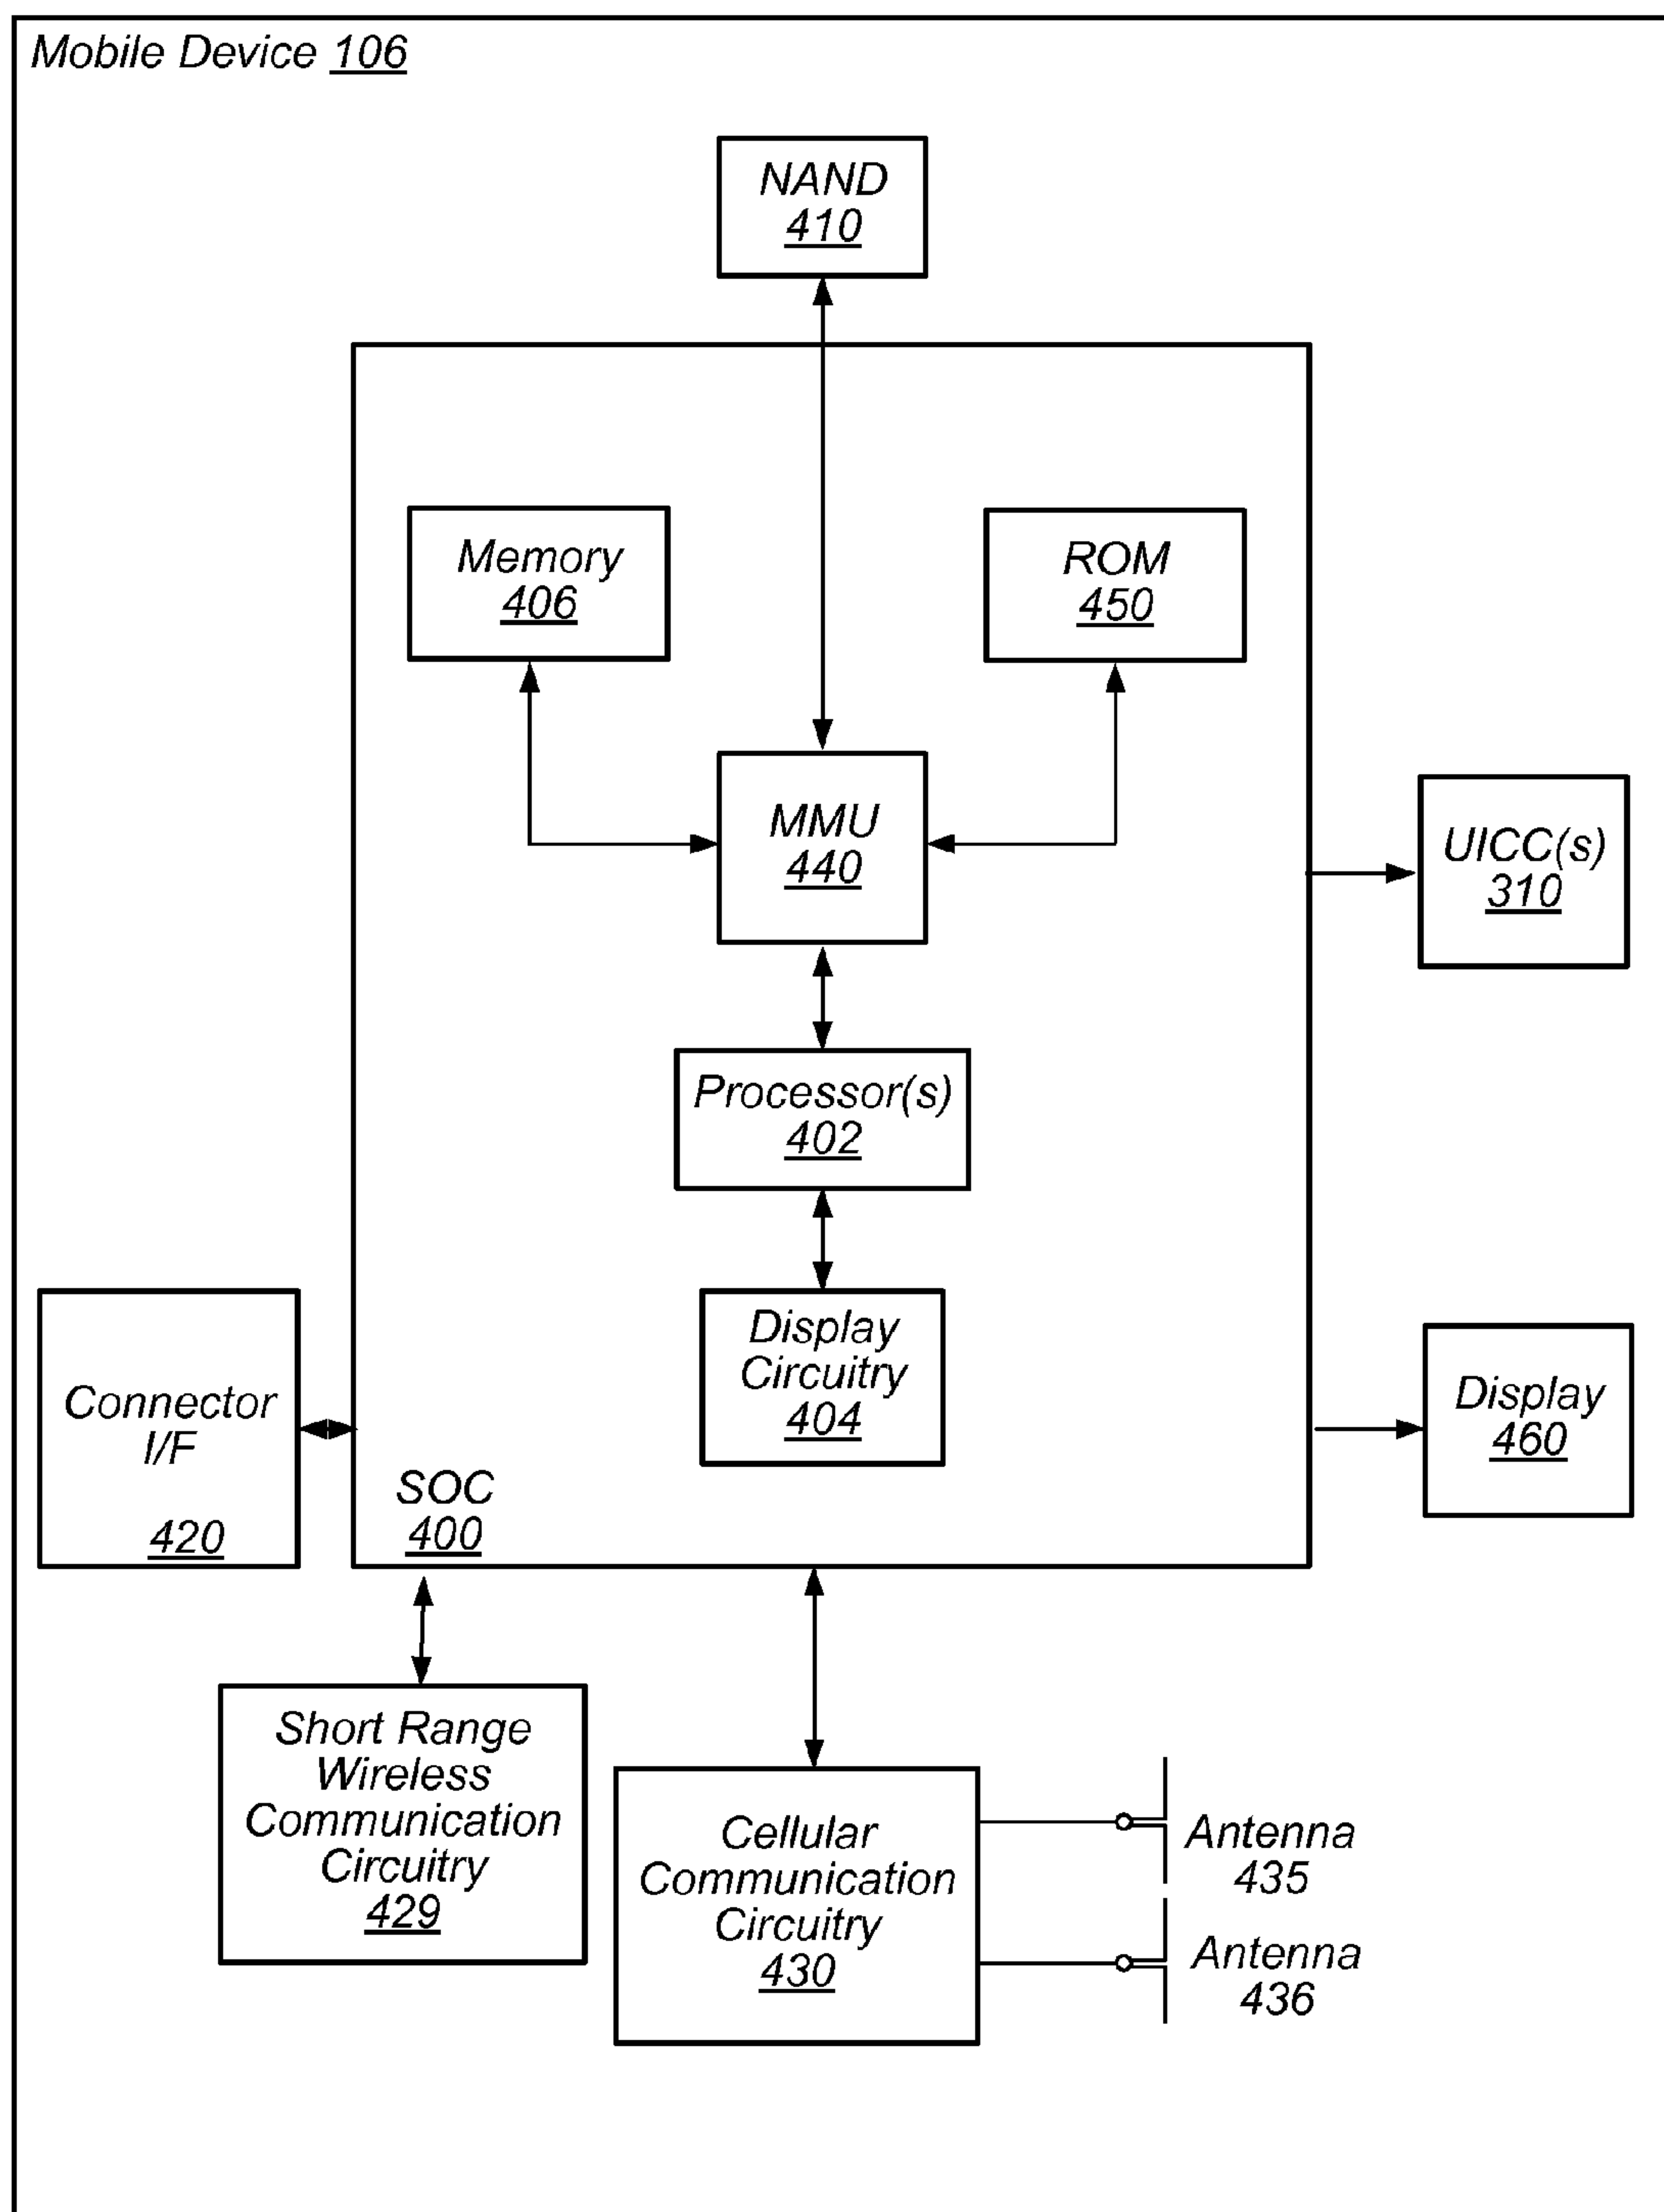 Mobile Device 106
NAND
410
Memory
406
ROM
450
MMU
440
UICC(s)
310
Processor(s)
402
Display
Circuitry
404
Connector
I/F
420
Display
460
SOC
400
Short Range
Wireless
Communication
Circuitry
429
Cellular
Communication
Circuitry
430
Antenna
435
Antenna
436